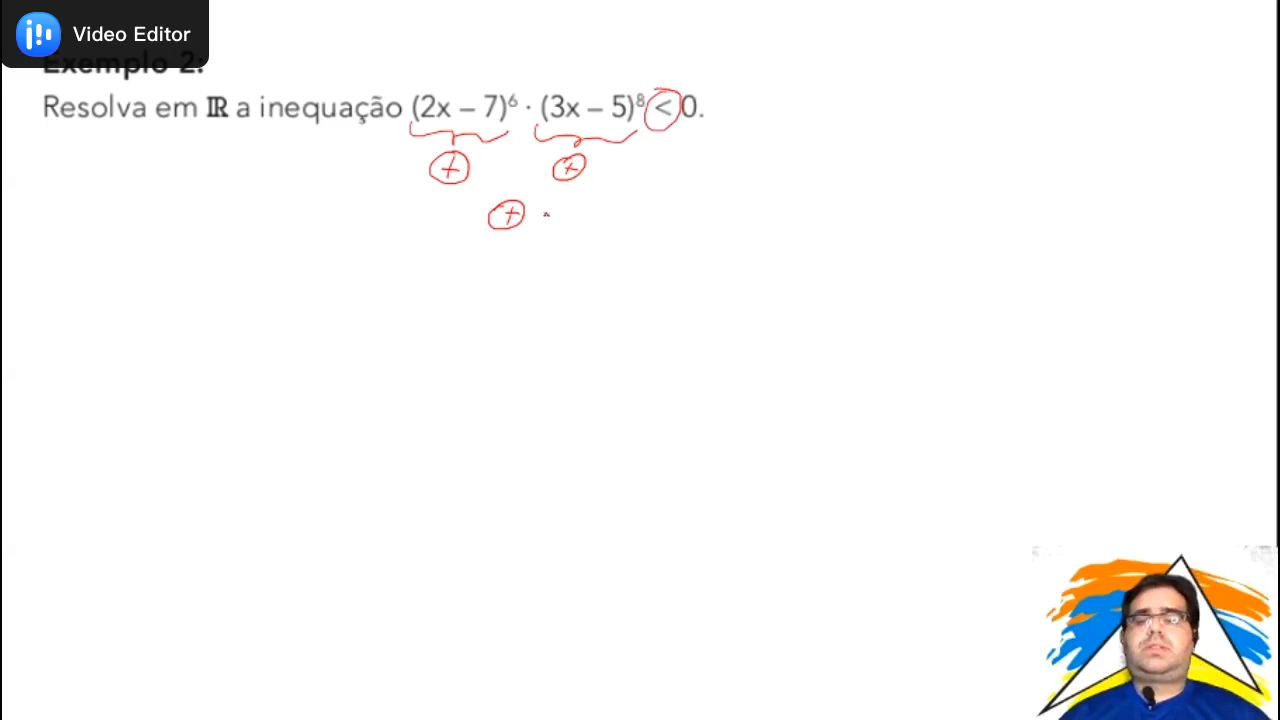 Video Editor
Exemplo 2:
Resolva em ℝ a inequação (2x – 7)⁶ · (3x – 5)⁸ < 0.
+ +
+ ·